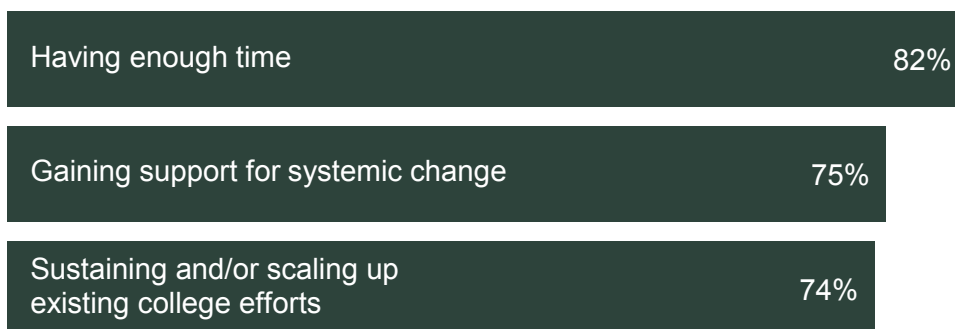 Having enough time
82%
Gaining support for systemic change
75%
Sustaining and/or scaling up
existing college efforts
74%